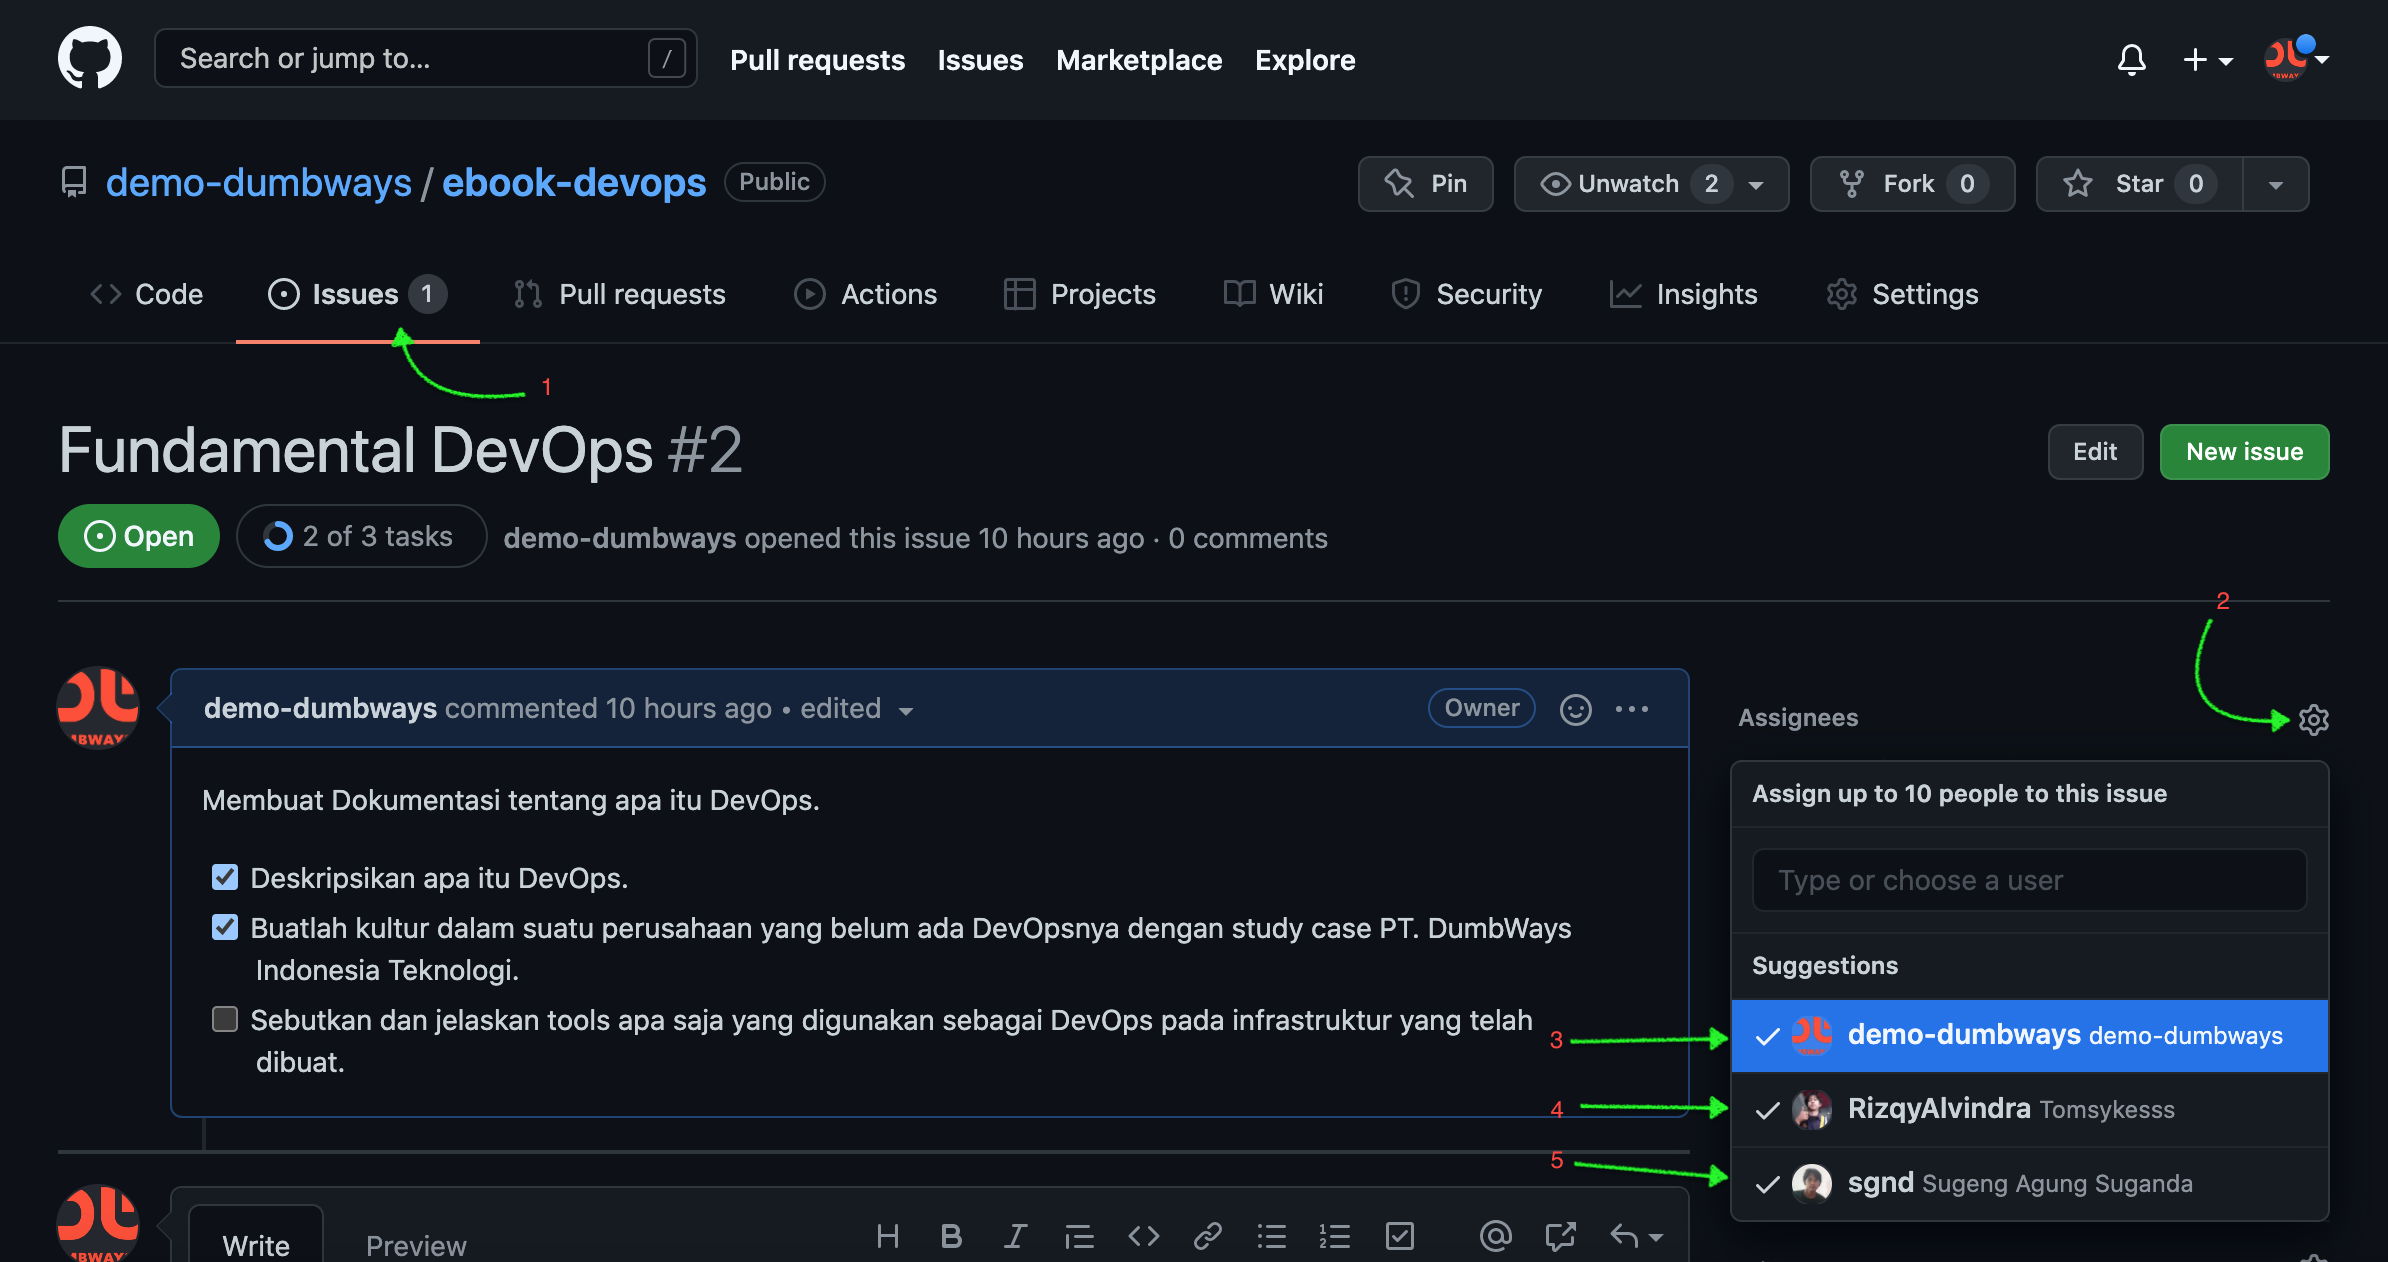 Search or jump to... /
Pull requests Issues Marketplace Explore
demo-dumbways / ebook-devops Public
Pin Unwatch 2 Fork 0 Star 0
Code Issues 1 Pull requests Actions Projects Wiki Security Insights Settings
1
Fundamental DevOps #2
Edit New issue
Open 2 of 3 tasks demo-dumbways opened this issue 10 hours ago · 0 comments
2
demo-dumbways commented 10 hours ago • edited Owner
Membuat Dokumentasi tentang apa itu DevOps.
Deskripsikan apa itu DevOps.
Buatlah kultur dalam suatu perusahaan yang belum ada DevOpsnya dengan study case PT. DumbWays
Indonesia Teknologi.
Sebutkan dan jelaskan tools apa saja yang digunakan sebagai DevOps pada infrastruktur yang telah
dibuat.
Assignees
Assign up to 10 people to this issue
Type or choose a user
Suggestions
3 demo-dumbways demo-dumbways
4 RizqyAlvindra Tomsykesss
5 sgnd Sugeng Agung Suganda
Write Preview